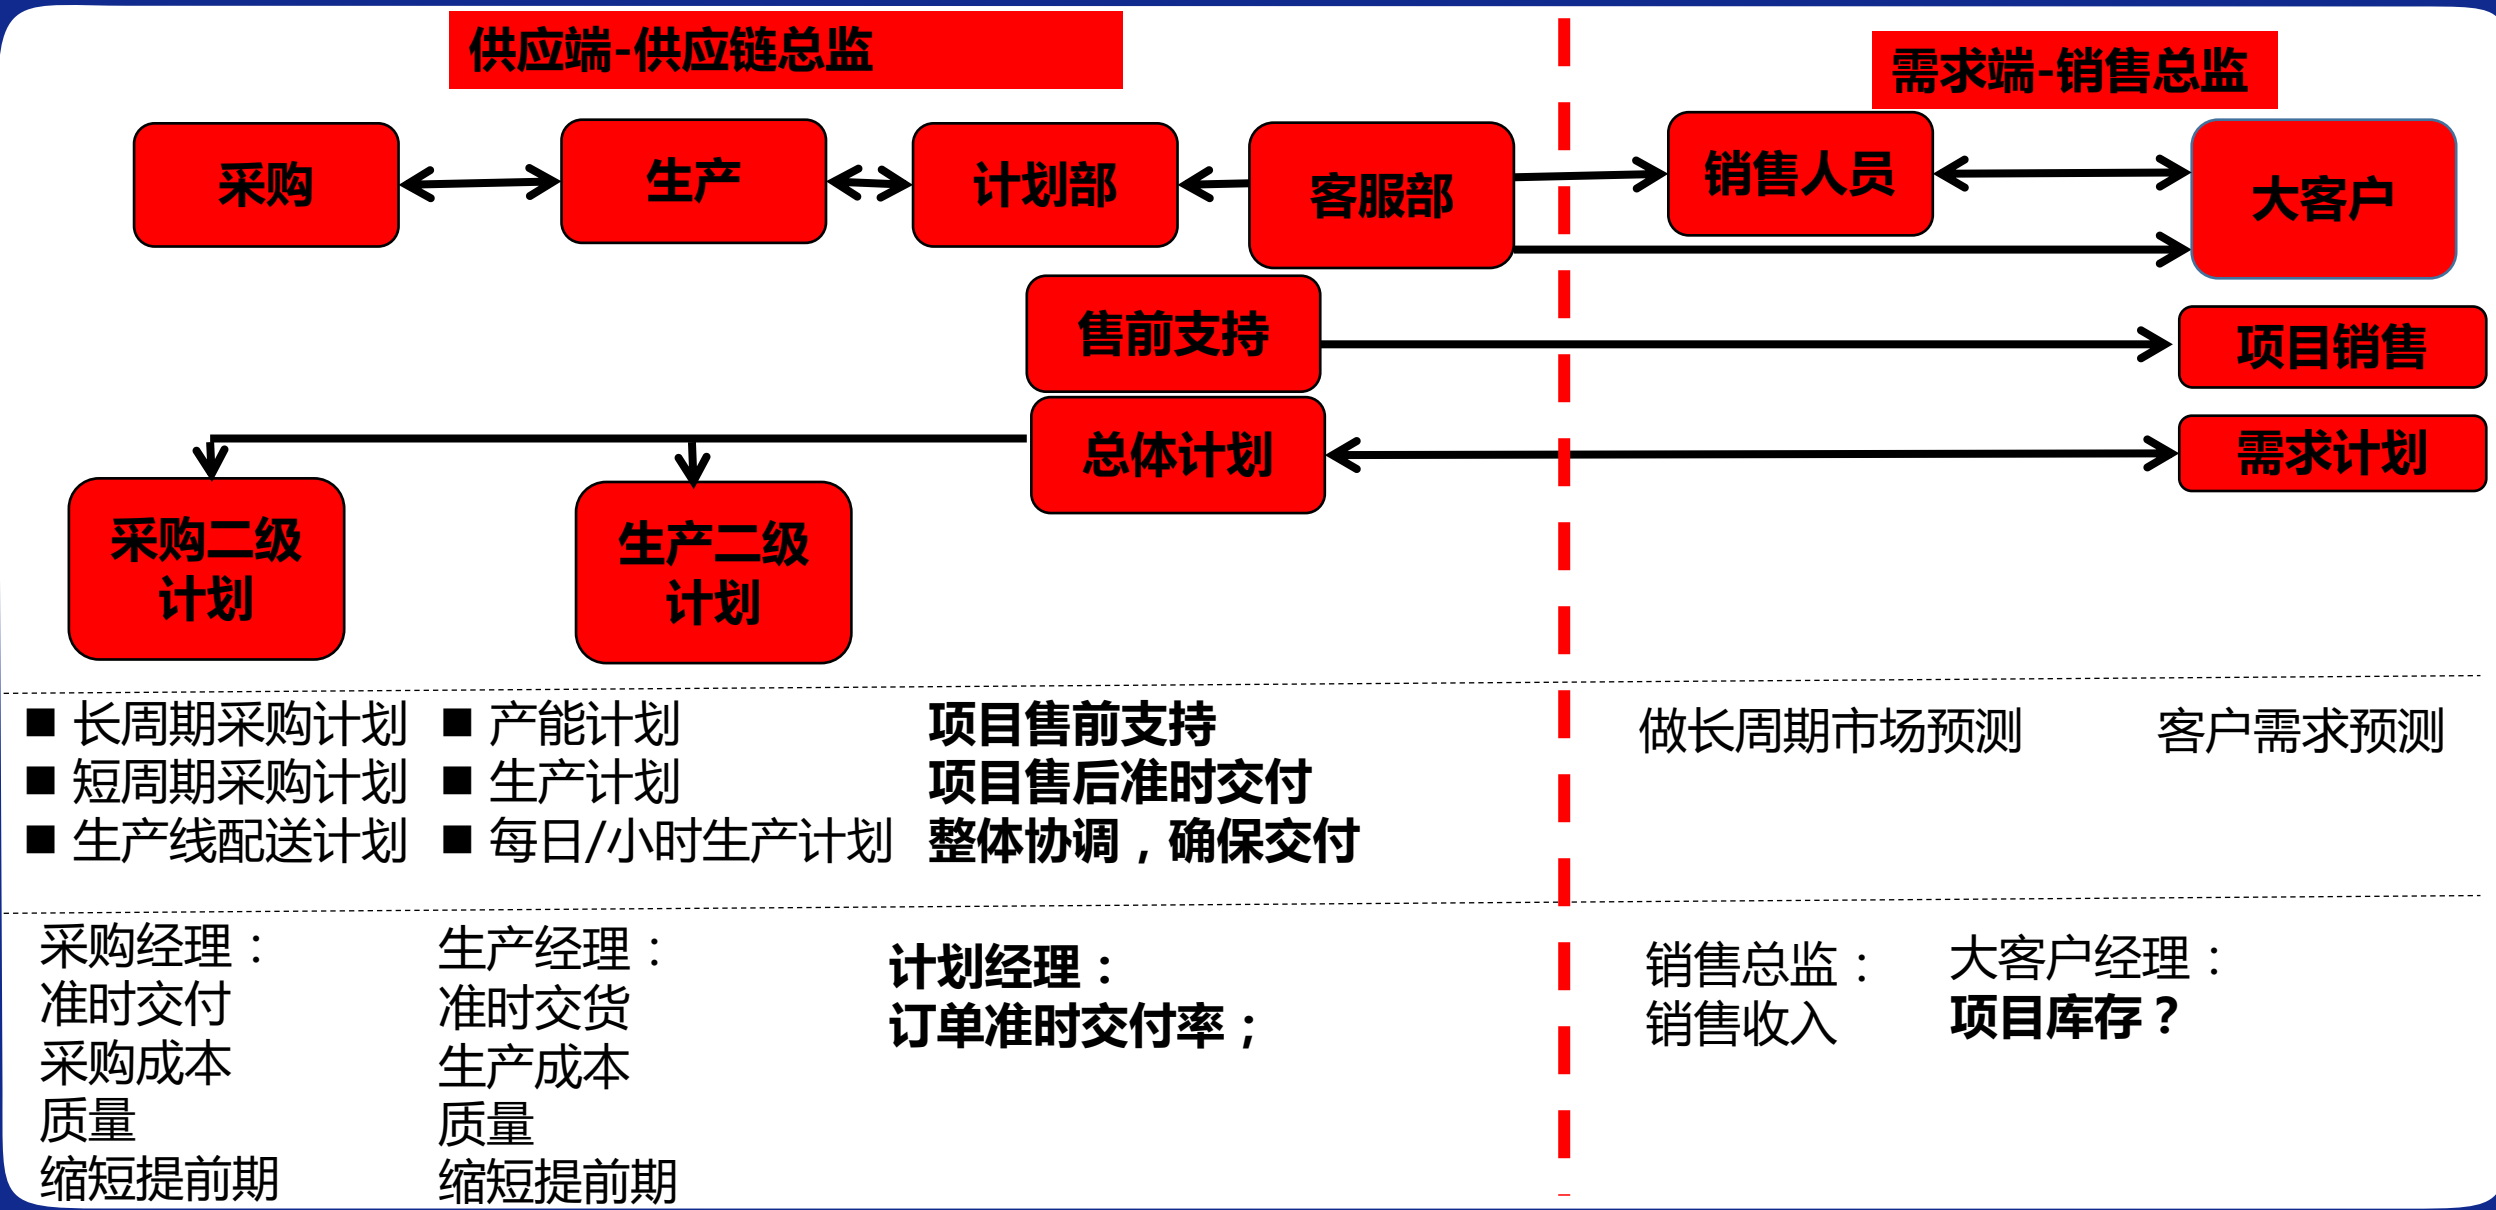 供应端-供应链总监
需求端-销售总监
采购
生产
计划部
客服部
销售人员
大客户
售前支持
项目销售
总体计划
需求计划
采购二级
计划
生产二级
计划
■ 长周期采购计划
■ 短周期采购计划
■ 生产线配送计划
■ 产能计划
■ 生产计划
■ 每日/小时生产计划
项目售前支持
项目售后准时交付
整体协调，确保交付
做长周期市场预测
客户需求预测
采购经理：
准时交付
采购成本
质量
缩短提前期
生产经理：
准时交货
生产成本
质量
缩短提前期
计划经理：
订单准时交付率；
销售总监：
销售收入
大客户经理：
项目库存？